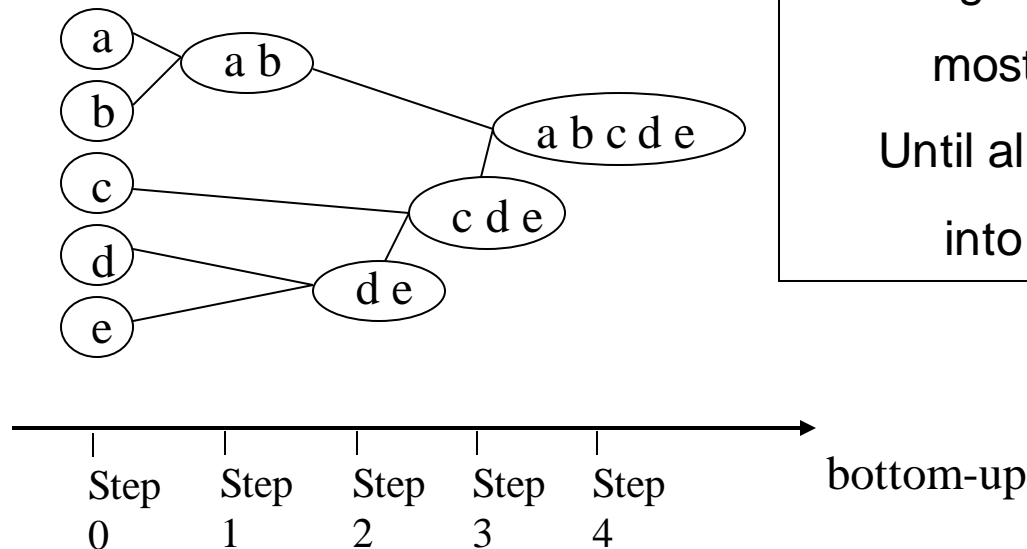 a
a b
b
a b c d e
c
c d e
d
d e
e
most
Until al
into
Step 0
Step 1
Step 2
Step 3
Step 4
bottom-up